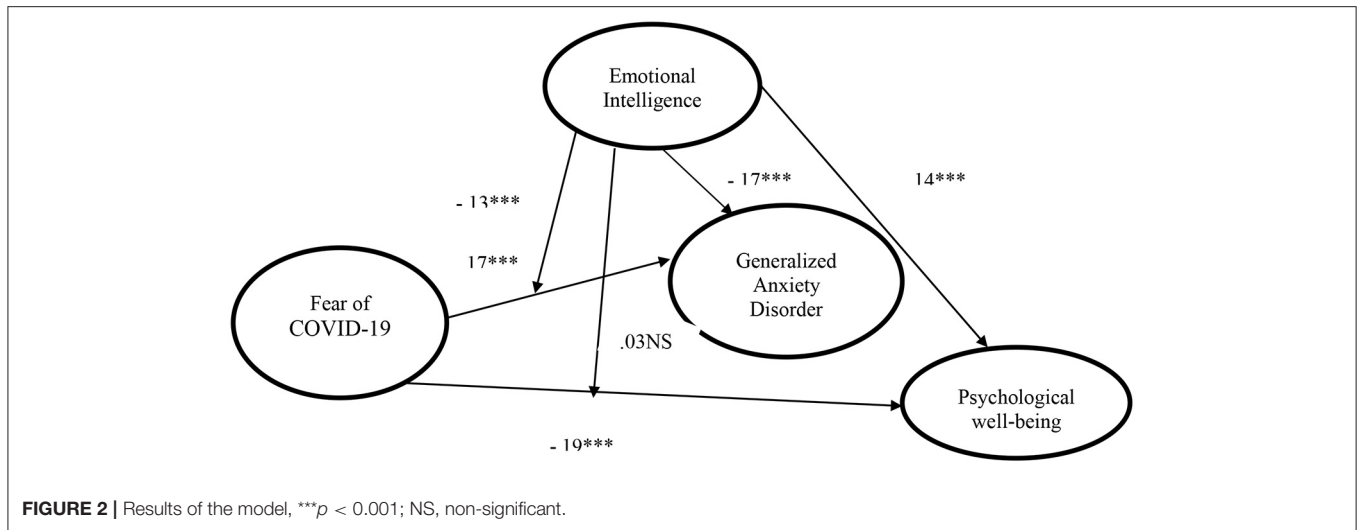 Emotional
Intelligence
- 17***
14***
- 13***
17***
Generalized
Anxiety
Disorder
Fear of
COVID-19
.03NS
Psychological
well-being
- 19***
FIGURE 2 | Results of the model, ***p < 0.001; NS, non-significant.